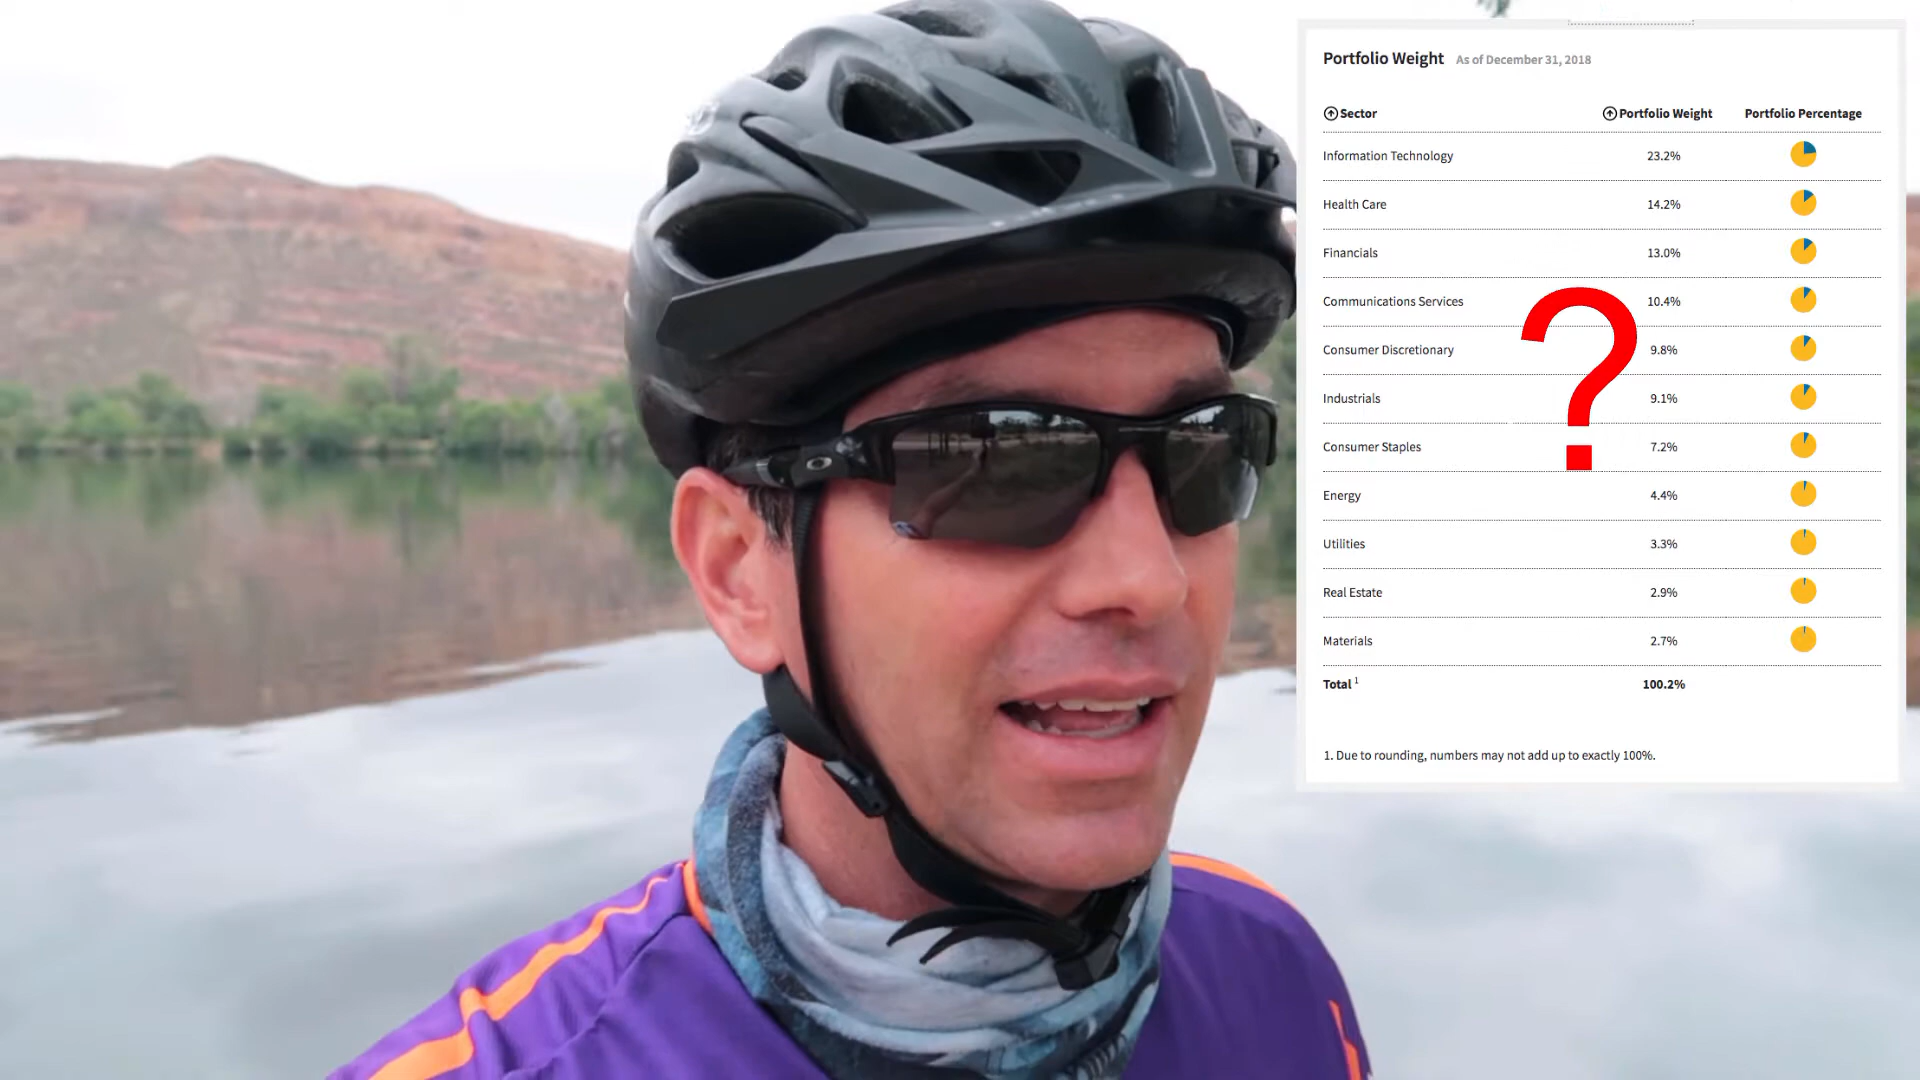 Portfolio Weight As of December 31, 2018
Sector Portfolio Weight Portfolio Percentage
Information Technology 23.2%
Health Care 14.2%
Financials 13.0%
Communications Services 10.4%
Consumer Discretionary 9.8%
Industrials 9.1%
Consumer Staples 7.2%
Energy 4.4%
Utilities 3.3%
Real Estate 2.9%
Materials 2.7%
Total 1 100.2%
1. Due to rounding, numbers may not add up to exactly 100%.
?